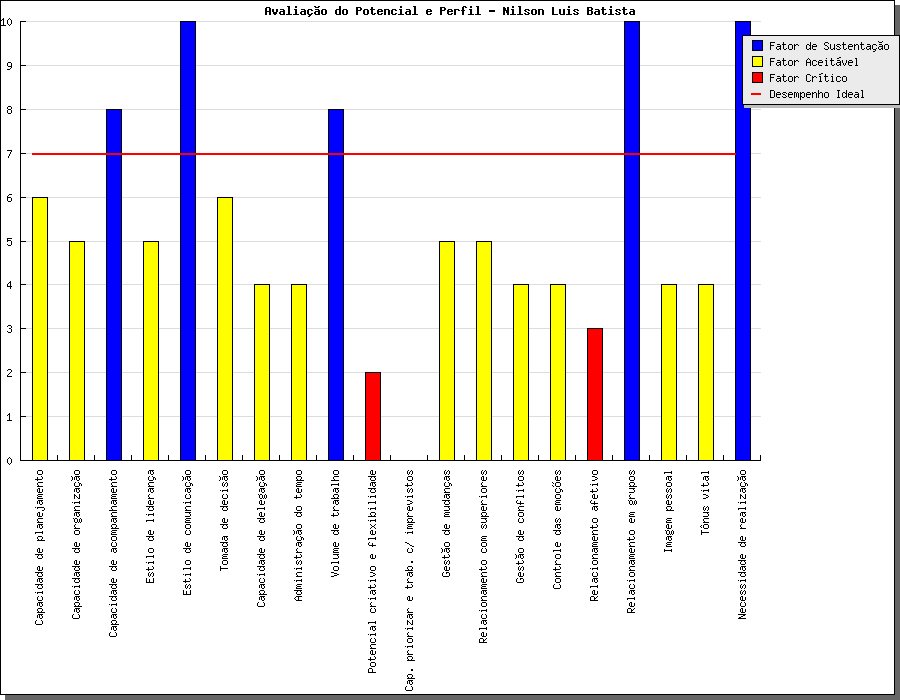 Avaliação do Potencial e Perfil - Nilson Luis Batista
Fator de Sustentação
Fator Aceitável
Fator Crítico
Desempenho Ideal
10
9
8
7
6
5
4
3
2
1
0
Capacidade de planejamento
Capacidade de organização
Capacidade de acompanhamento
Estilo de liderança
Estilo de comunicação
Tomada de decisão
Capacidade de delegação
Administração do tempo
Volume de trabalho
Potencial criativo e flexibilidade
Cap. priorizar e trab. c/ imprevistos
Gestão de mudanças
Relacionamento com superiores
Gestão de conflitos
Controle das emoções
Relacionamento afetivo
Relacionamento em grupos
Imagem pessoal
Tônus vital
Necessidade de realização